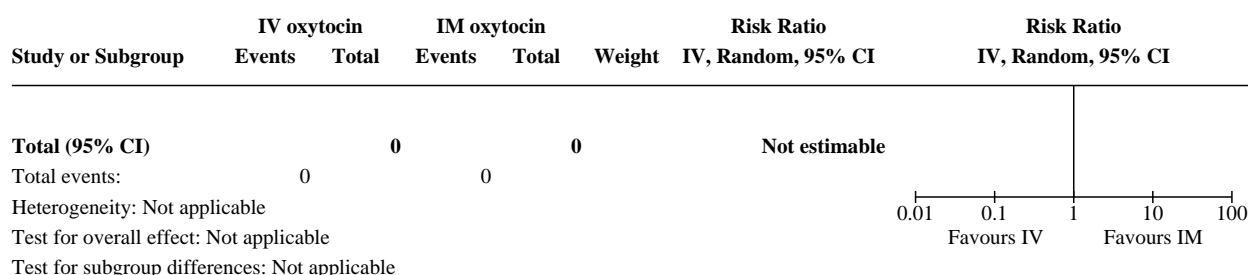 IV oxytocin IM oxytocin Risk Ratio Risk Ratio
Study or Subgroup Events Total Events Total Weight IV, Random, 95% CI IV, Random, 95% CI
Total (95% CI) 0 0 Not estimable
Total events: 0 0
Heterogeneity: Not applicable
0.01 0.1 1 10 100
Test for overall effect: Not applicable Favours IV Favours IM
Test for subgroup differences: Not applicable